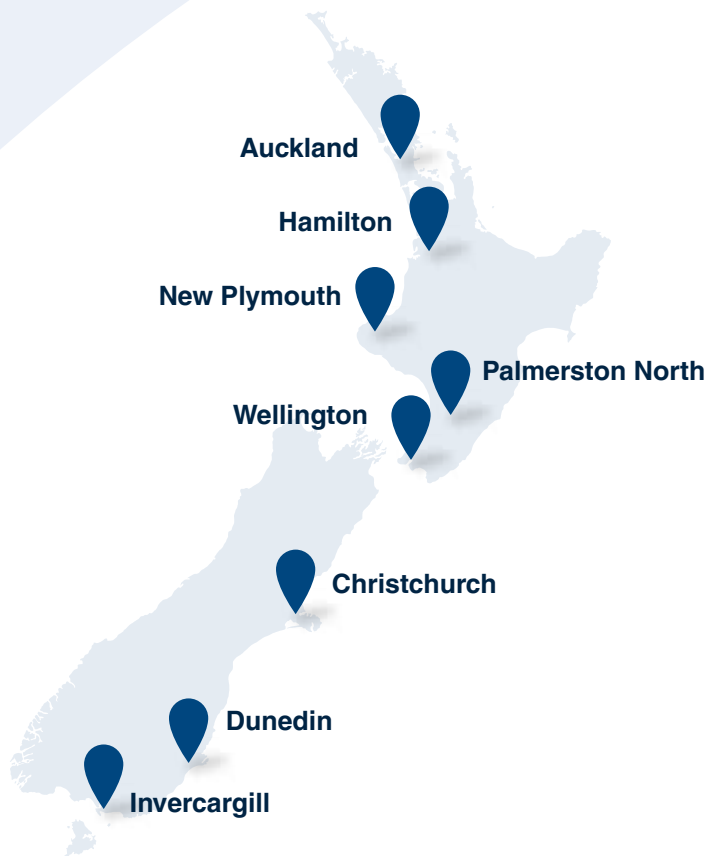 Auckland
Hamilton
New Plymouth
Palmerston North
Wellington
Christchurch
Dunedin
Invercargill